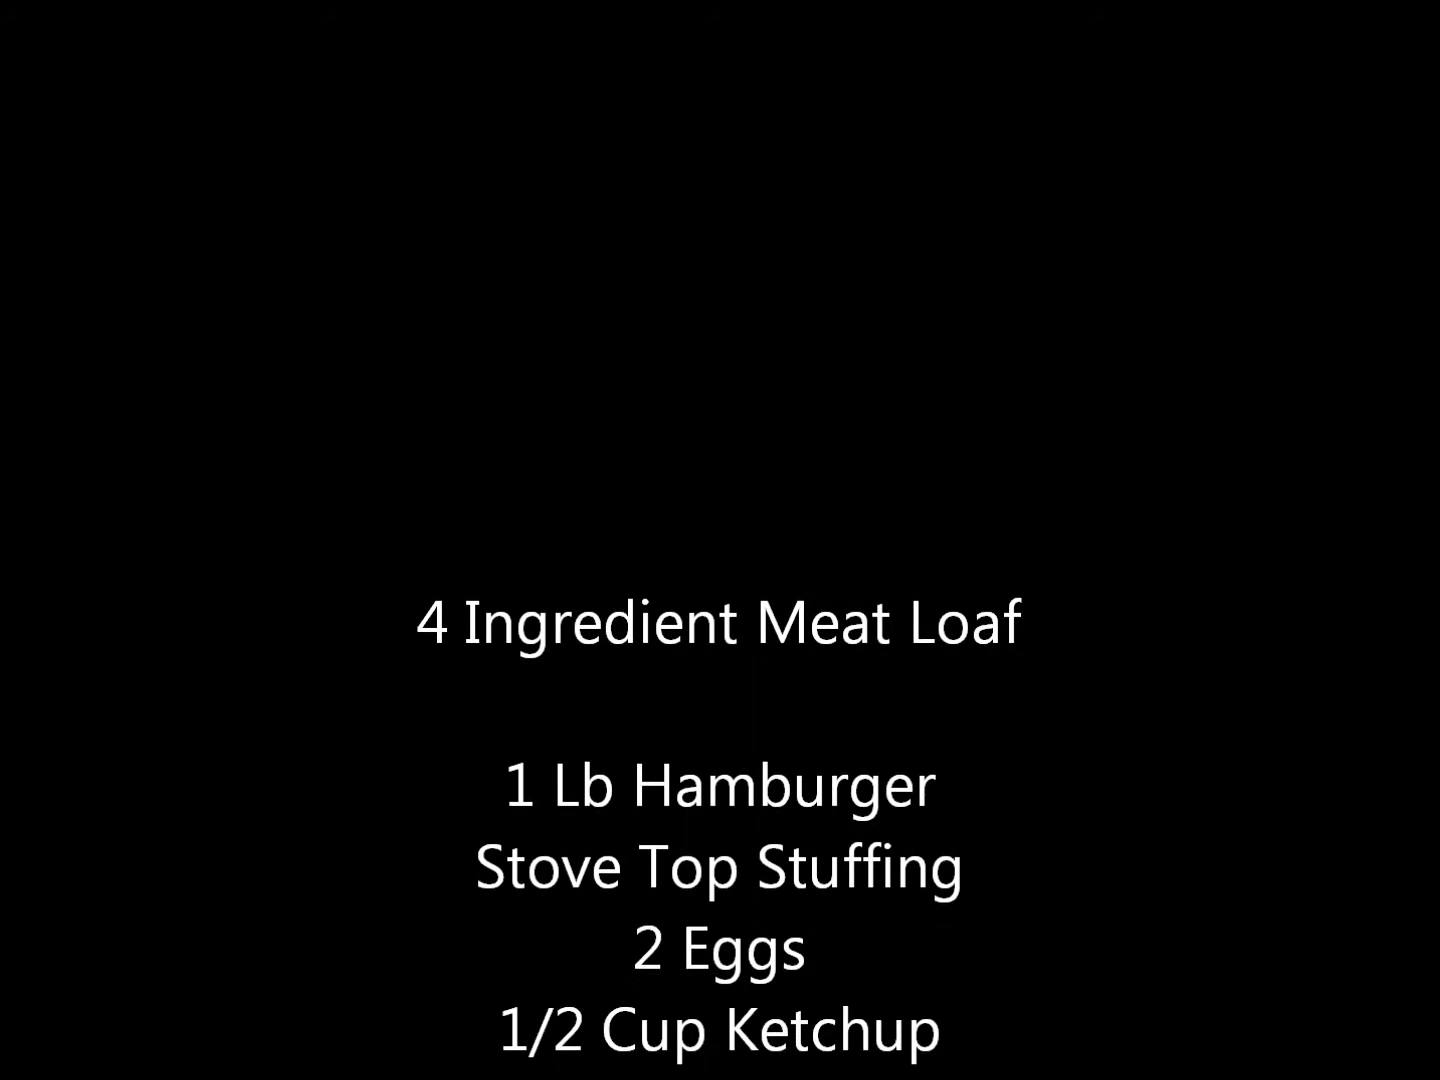 4 Ingredient Meat Loaf
1 Lb Hamburger
Stove Top Stuffing
2 Eggs
1/2 Cup Ketchup